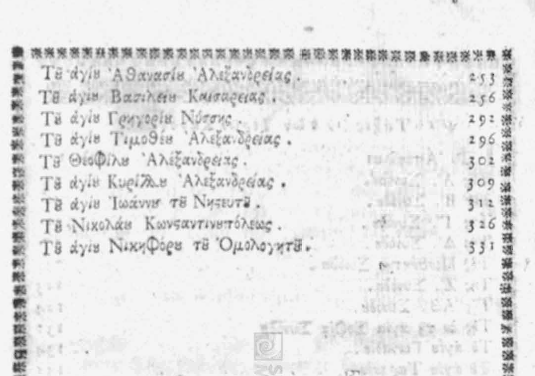 Τȣ̃ ἁγίȣ Ἀθανασίȣ Ἀλεξανδρείας. 253
Τȣ̃ ἁγίȣ Βασιλείȣ Καισαρείας. 256
Τȣ̃ ἁγίȣ Γρηγορίȣ Νύσσης. 292
Τȣ̃ ἁγίȣ Τιμοθέȣ Ἀλεξανδρείας. 296
Τȣ̃ Θεοφίλȣ Ἀλεξανδρείας. 302
Τȣ̃ ἁγίȣ Κυρίλλȣ Ἀλεξανδρείας. 309
Τȣ̃ ἁγίȣ Ἰωάννȣ τȣ̃ Νηστευτȣ̃. 312
Τȣ̃ Νικολάȣ Κωνσταντινȣπόλεως. 326
Τȣ̃ ἁγίȣ Νικηφόρȣ τȣ̃ Ὁμολογητȣ̃. 331